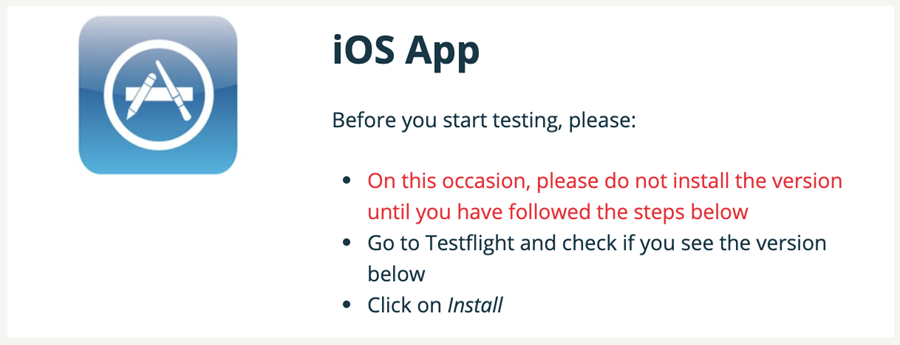 iOS App
Before you start testing, please:
• On this occasion, please do not install the version
until you have followed the steps below
• Go to Testflight and check if you see the version
below
• Click on Install